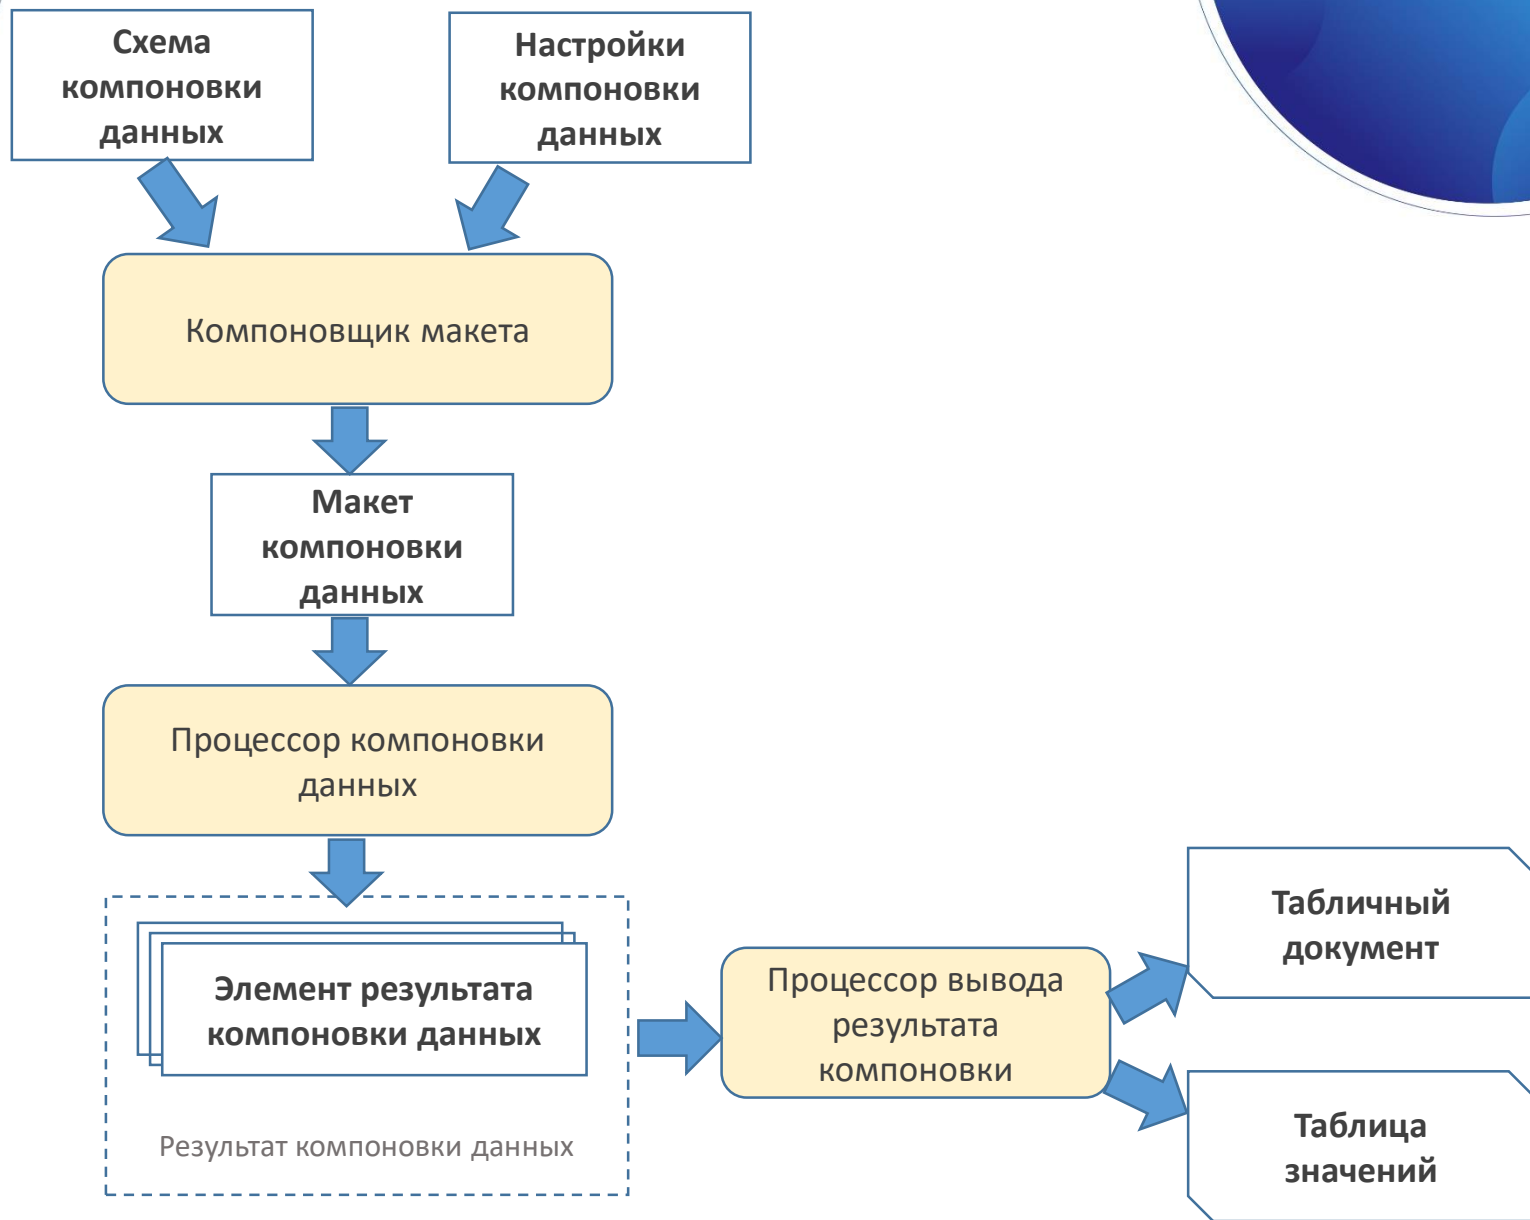 Схема
компоновки
данных
Настройки
компоновки
данных
Компоновщик макета
Макет
компоновки
данных
Процессор компоновки
данных
Элемент результата
компоновки данных
Результат компоновки данных
Процессор вывода
результата
компоновки
Табличный
документ
Таблица
значений